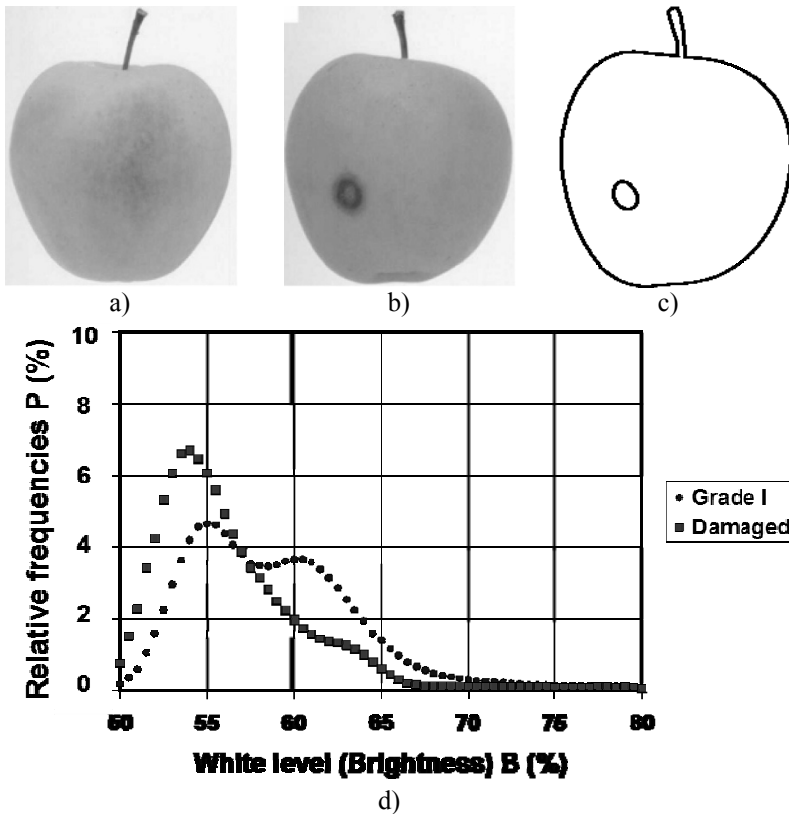 a)
b)
c)
Relative frequencies P (%)
10
8
6
4
2
0
50 55 60 65 70 75 80
White level (Brightness) B (%)
Grade I
Damaged
d)